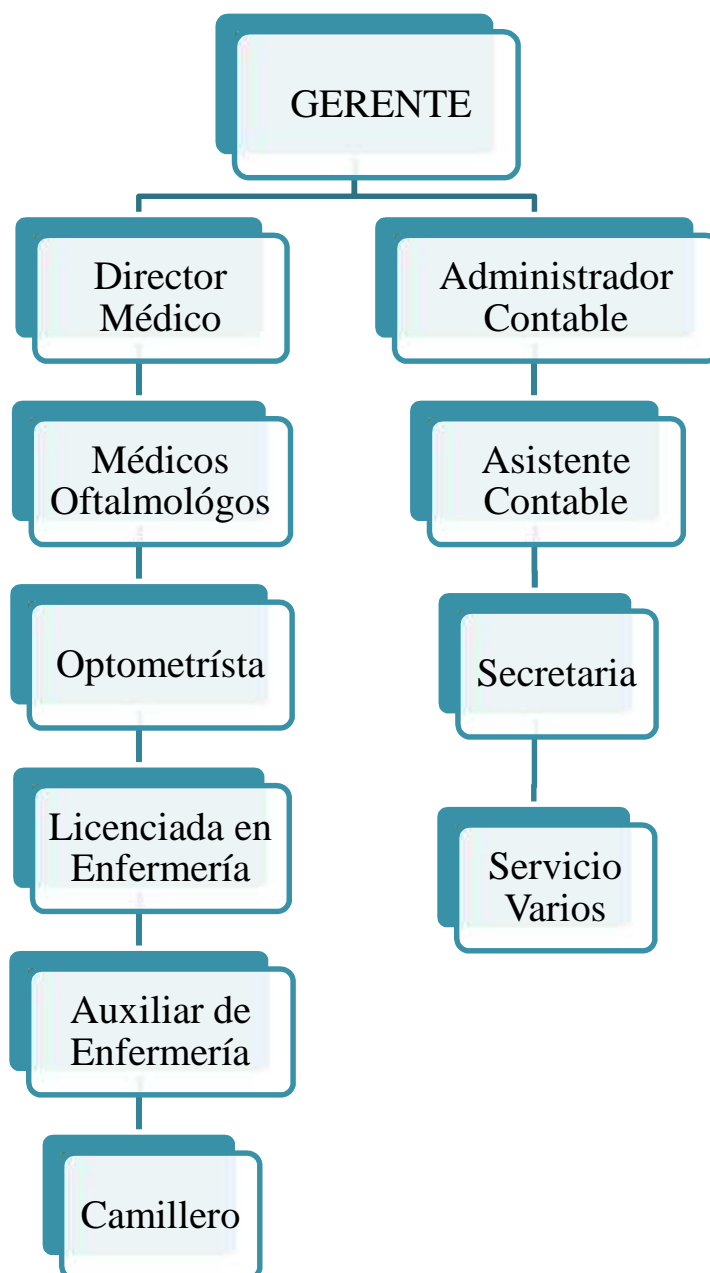 GERENTE
Director
Médico
Médicos
Oftalmológos
Optometrísta
Licenciada en
Enfermería
Auxiliar de
Enfermería
Camillero
Administrador
Contable
Asistente
Contable
Secretaria
Servicio
Varios